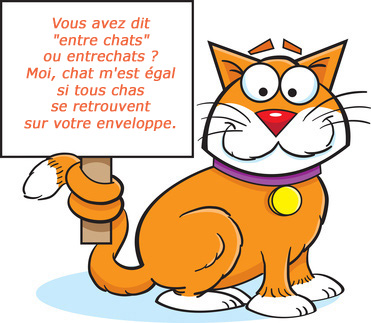 Vous avez dit
"entre chats"
ou entrechats ?
Moi, chat m'est égal
si tous chas
se retrouvent
sur votre enveloppe.